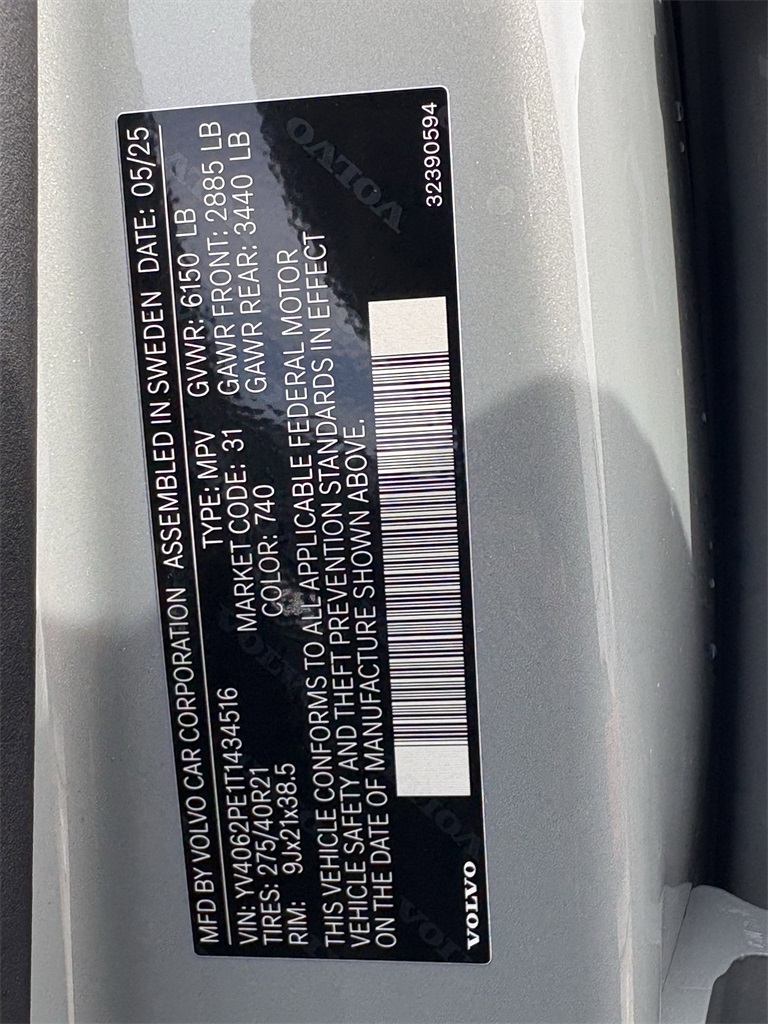 MFD BY VOLVO CAR CORPORATION ASSEMBLED IN SWEDEN DATE: 05/25
VIN: YV4062PE1T1434516 TYPE: MPV GVWR: 6150 LB
TIRES: 275/40R21 MARKET CODE: 31 GAWR FRONT: 2885 LB
RIM: 9Jx21x38.5 COLOR: 740 GAWR REAR: 3440 LB
THIS VEHICLE CONFORMS TO ALL APPLICABLE FEDERAL MOTOR
VEHICLE SAFETY AND THEFT PREVENTION STANDARDS IN EFFECT
ON THE DATE OF MANUFACTURE SHOWN ABOVE.
VOLVO 32390594